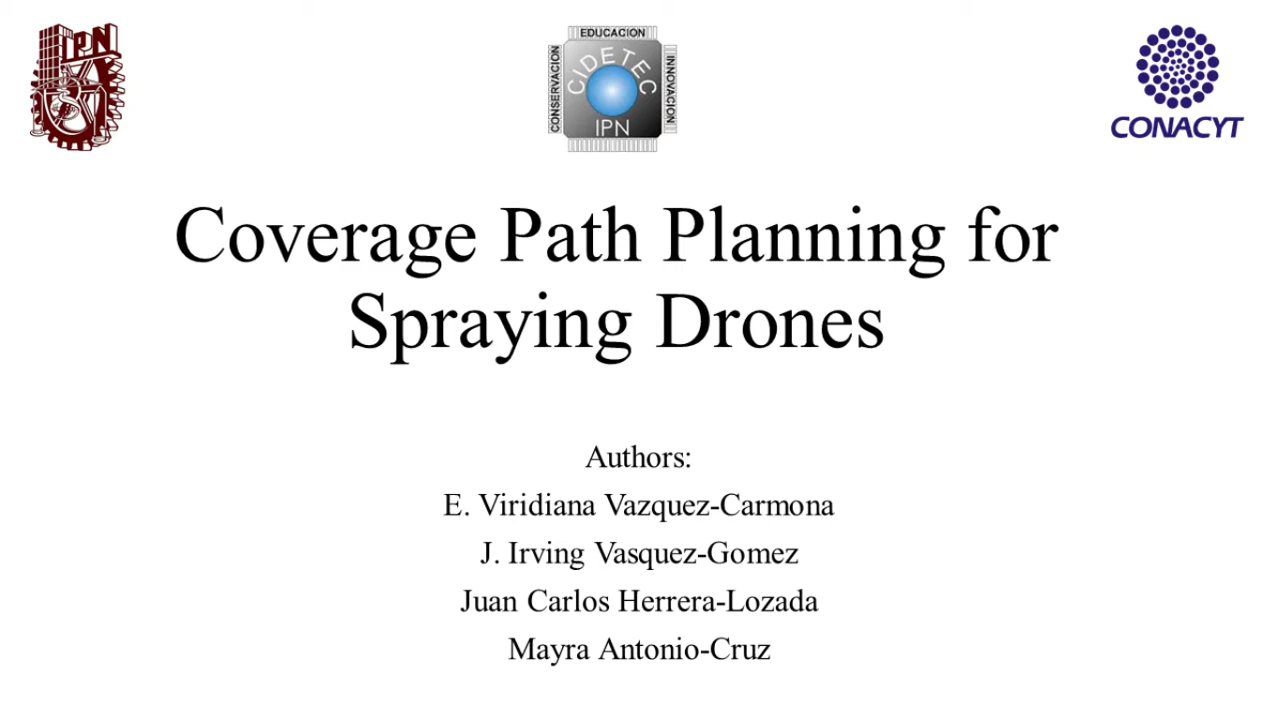 IPN
EDUCACION
CONSERVACION
CIDETEC
INNOVACION
IPN
CONACYT
Coverage Path Planning for
Spraying Drones
Authors:
E. Viridiana Vazquez-Carmona
J. Irving Vasquez-Gomez
Juan Carlos Herrera-Lozada
Mayra Antonio-Cruz